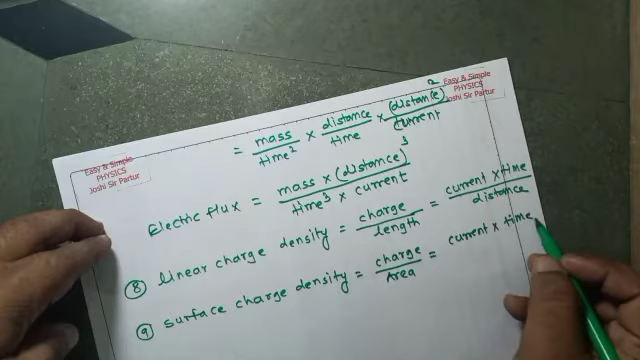 Easy & Simple
PHYSICS
Joshi Sir Partur
= mass/time² × distance/time × (distance)²/current
Easy & Simple
PHYSICS
Joshi Sir Partur
Electric flux = mass × (distance)³/time³ × current
⑧ linear charge density = charge/length = current × time/distance
⑨ surface charge density = charge/Area = current × time